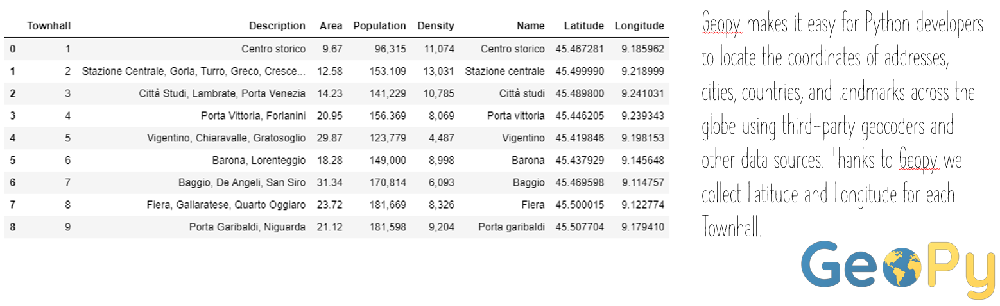 Townhall Description Area Population Density Name Latitude Longitude
0 1 Centro storico 9.67 96,315 11,074 Centro storico 45.467281 9.185962
1 2 Stazione Centrale, Gorla, Turro, Greco, Cresce... 12.58 153.109 13,031 Stazione centrale 45.499990 9.218999
2 3 Città Studi, Lambrate, Porta Venezia 14.23 141,229 10,785 Città studi 45.489800 9.241031
3 4 Porta Vittoria, Forlanini 20.95 156.369 8,069 Porta vittoria 45.446205 9.239343
4 5 Vigentino, Chiaravalle, Gratosoglio 29.87 123,779 4,487 Vigentino 45.419846 9.198153
5 6 Barona, Lorenteggio 18.28 149,000 8,998 Barona 45.437929 9.145648
6 7 Baggio, De Angeli, San Siro 31.34 170,814 6,093 Baggio 45.469598 9.114757
7 8 Fiera, Gallaratese, Quarto Oggiaro 23.72 181,669 8,326 Fiera 45.500015 9.122774
8 9 Porta Garibaldi, Niguarda 21.12 181,598 9,204 Porta garibaldi 45.507704 9.179410
Geopy makes it easy for Python developers
to locate the coordinates of addresses,
cities, countries, and landmarks across the
globe using third-party geocoders and
other data sources. Thanks to Geopy we
collect Latitude and Longitude for each
Townhall.
GeoPy